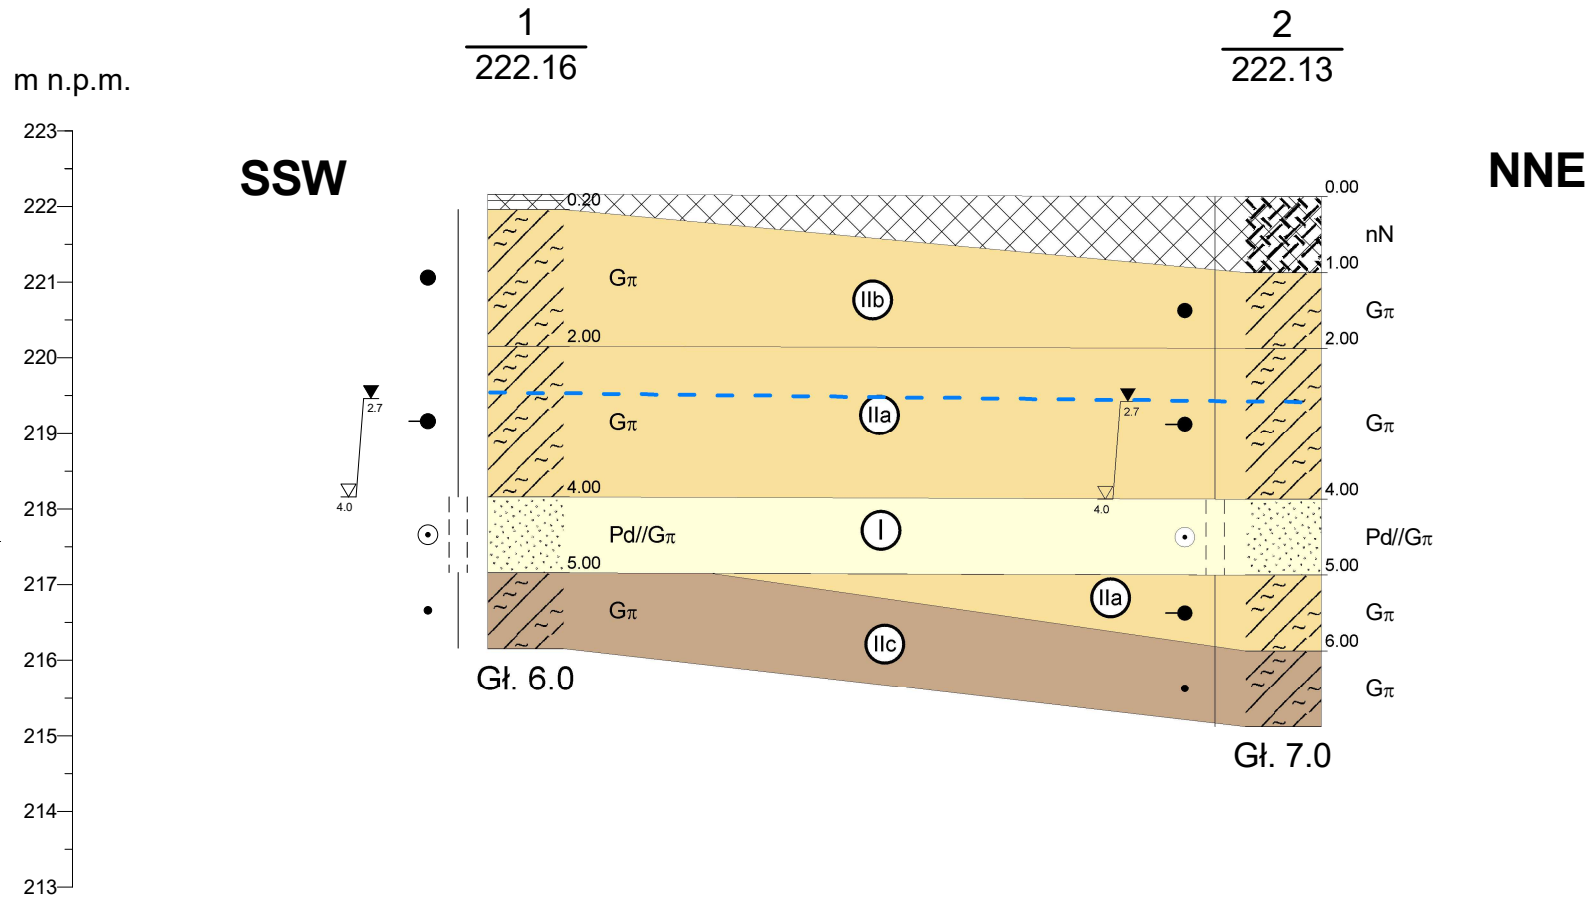 1
222.16
2
222.13
m n.p.m.
SSW
NNE
223
222
221
220
219
218
217
216
215
214
213
0.20
Gπ
2.00
Gπ
4.00
Pd//Gπ
5.00
Gπ
Gł. 6.0
2.7
4.0
IIb
IIa
I
IIa
IIc
2.7
4.0
0.00
nN
1.00
Gπ
2.00
Gπ
4.00
Pd//Gπ
5.00
Gπ
6.00
Gπ
Gł. 7.0